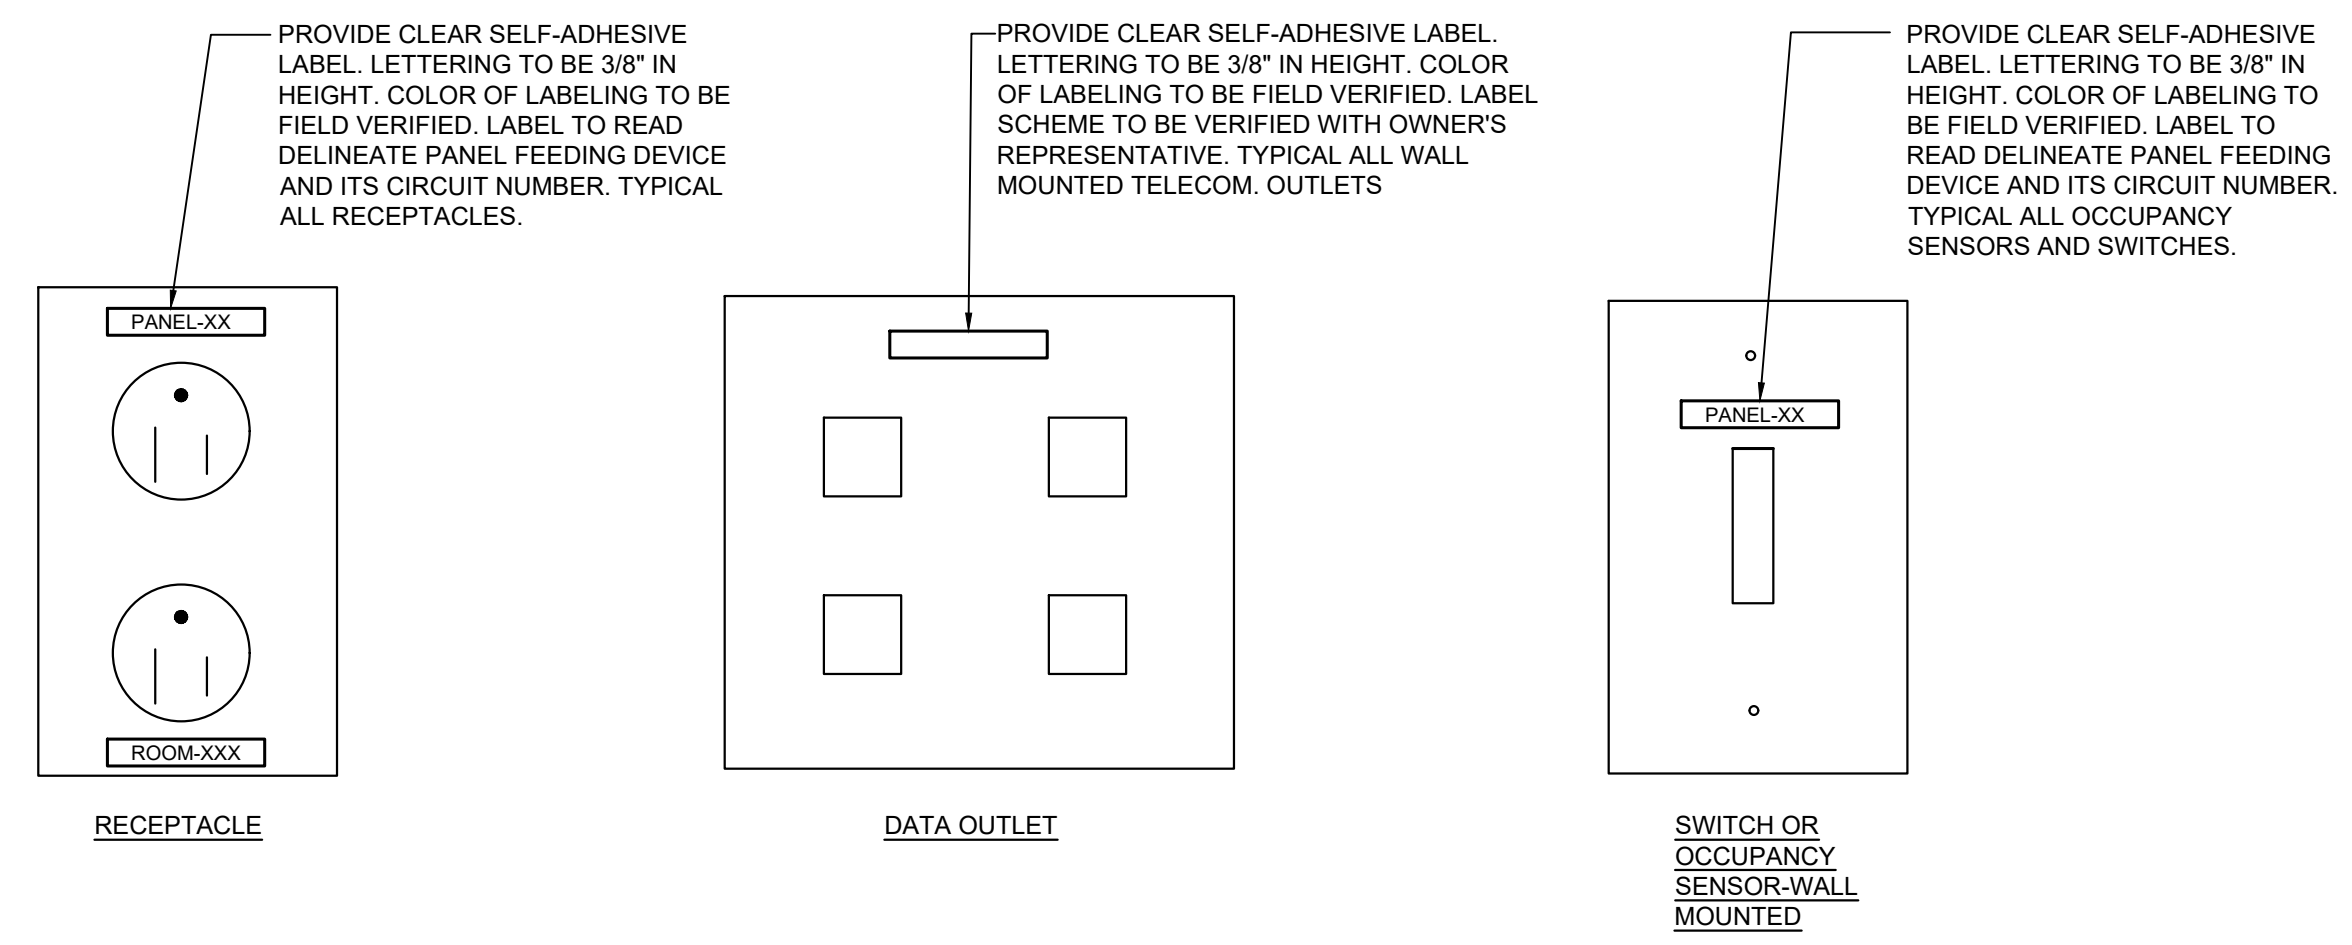 PROVIDE CLEAR SELF-ADHESIVE
LABEL. LETTERING TO BE 3/8" IN
HEIGHT. COLOR OF LABELING TO BE
FIELD VERIFIED. LABEL TO READ
DELINEATE PANEL FEEDING DEVICE
AND ITS CIRCUIT NUMBER. TYPICAL
ALL RECEPTACLES.
PANEL-XX
ROOM-XXX
RECEPTACLE
PROVIDE CLEAR SELF-ADHESIVE LABEL.
LETTERING TO BE 3/8" IN HEIGHT. COLOR
OF LABELING TO BE FIELD VERIFIED. LABEL
SCHEME TO BE VERIFIED WITH OWNER'S
REPRESENTATIVE. TYPICAL ALL WALL
MOUNTED TELECOM. OUTLETS
DATA OUTLET
PROVIDE CLEAR SELF-ADHESIVE
LABEL. LETTERING TO BE 3/8" IN
HEIGHT. COLOR OF LABELING TO
BE FIELD VERIFIED. LABEL TO
READ DELINEATE PANEL FEEDING
DEVICE AND ITS CIRCUIT NUMBER.
TYPICAL ALL OCCUPANCY
SENSORS AND SWITCHES.
PANEL-XX
SWITCH OR
OCCUPANCY
SENSOR-WALL
MOUNTED